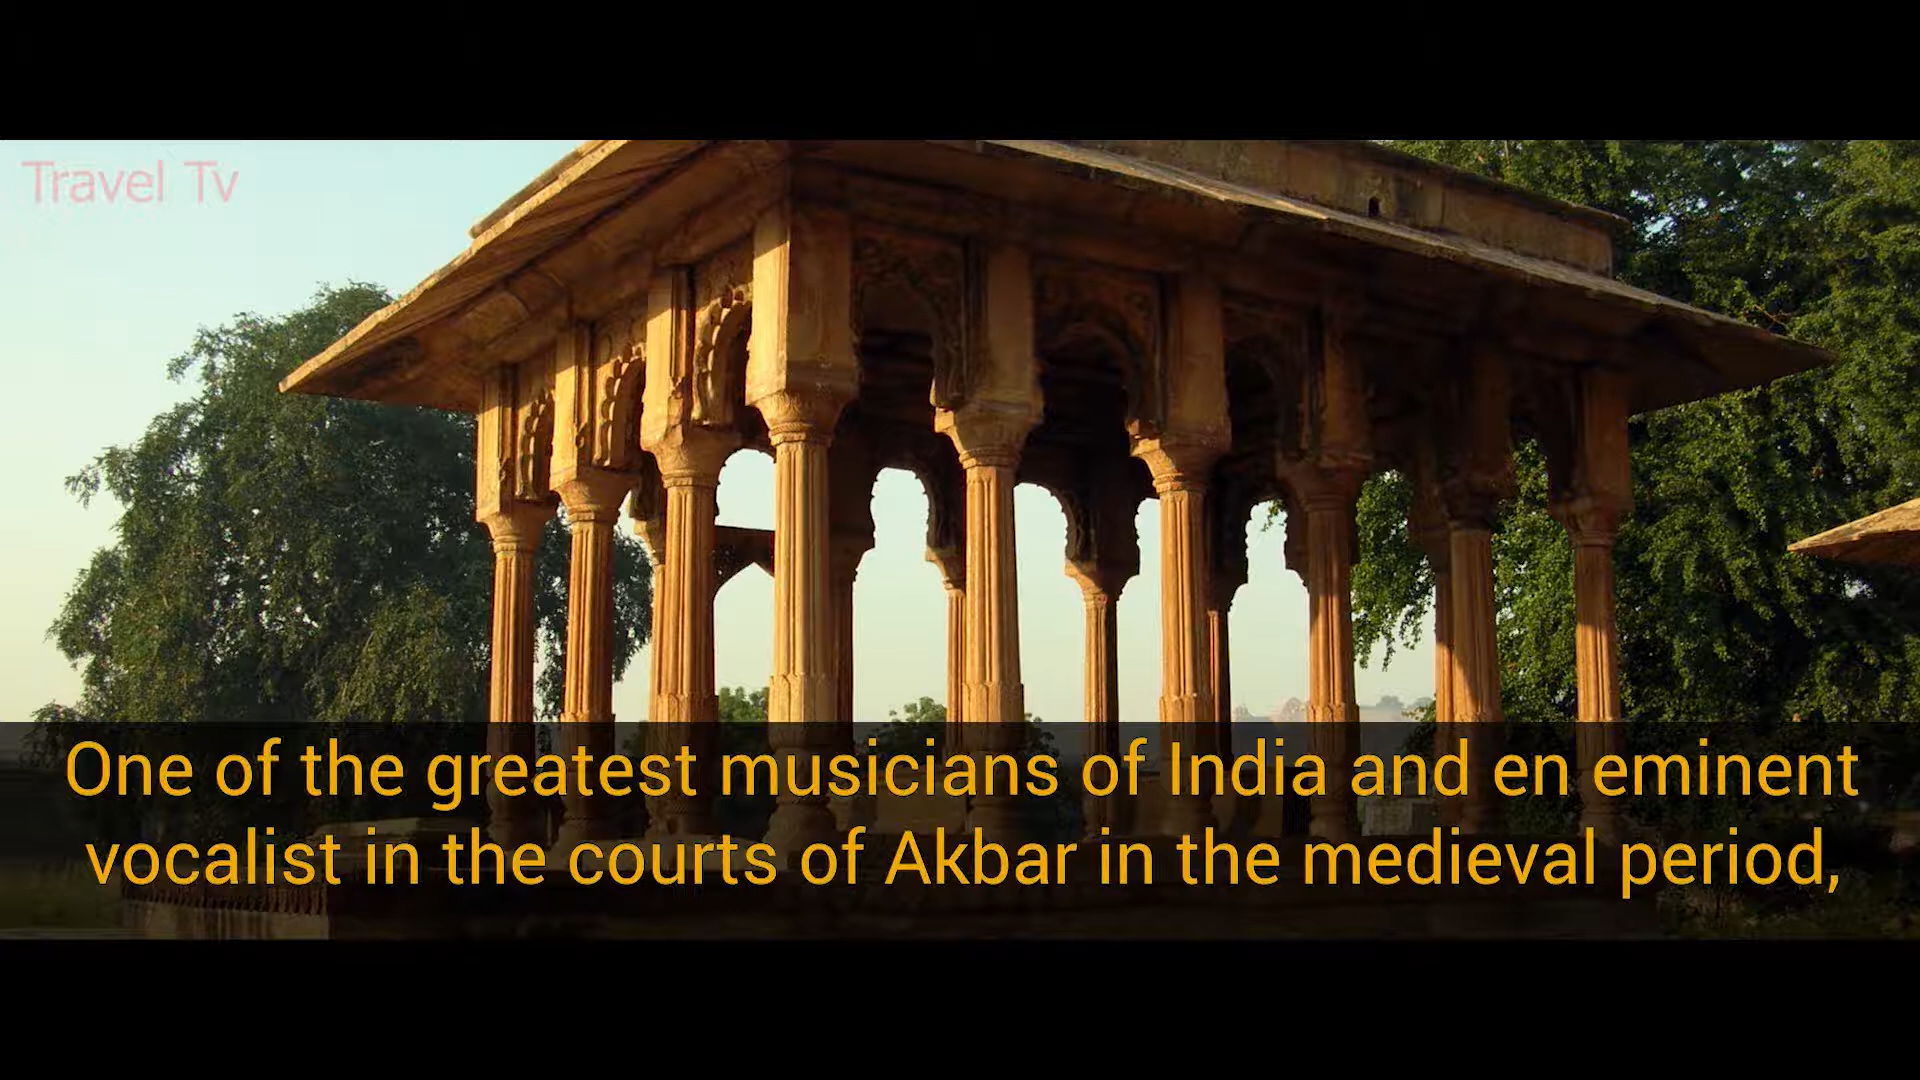 Travel Tv
One of the greatest musicians of India and en eminent
vocalist in the courts of Akbar in the medieval period,